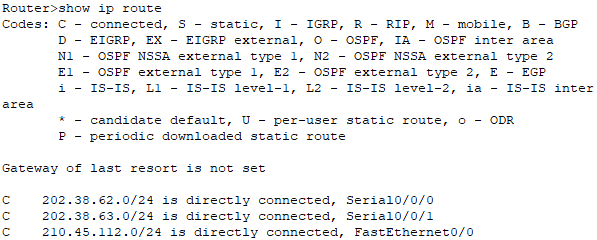 Router>show ip route
Codes: C - connected, S - static, I - IGRP, R - RIP, M - mobile, B - BGP
       D - EIGRP, EX - EIGRP external, O - OSPF, IA - OSPF inter area
       N1 - OSPF NSSA external type 1, N2 - OSPF NSSA external type 2
       E1 - OSPF external type 1, E2 - OSPF external type 2, E - EGP
       i - IS-IS, L1 - IS-IS level-1, L2 - IS-IS level-2, ia - IS-IS inter
area
       * - candidate default, U - per-user static route, o - ODR
       P - periodic downloaded static route

Gateway of last resort is not set

C    202.38.62.0/24 is directly connected, Serial0/0/0
C    202.38.63.0/24 is directly connected, Serial0/0/1
C    210.45.112.0/24 is directly connected, FastEthernet0/0